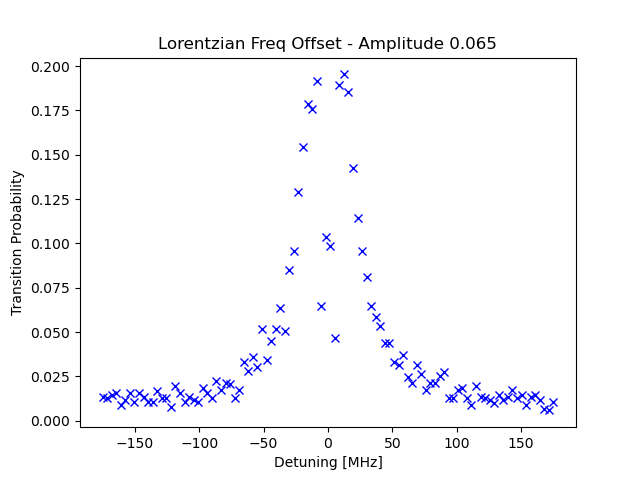 Lorentzian Freq Offset - Amplitude 0.065
Transition Probability
0.200
0.175
0.150
0.125
0.100
0.075
0.050
0.025
0.000
−150 −100 −50 0 50 100 150
Detuning [MHz]